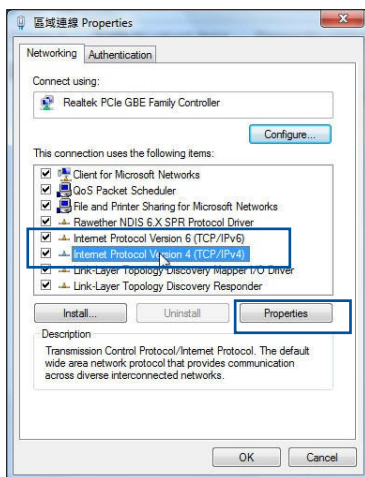 區域連線 Properties
Networking
Authentication
Connect using:
Realtek PCIe GBE Family Controller
Configure...
This connection uses the following items:
Client for Microsoft Networks
QoS Packet Scheduler
File and Printer Sharing for Microsoft Networks
Rawether NDIS 6.X SPR Protocol Driver
Internet Protocol Version 6 (TCP/IPv6)
Internet Protocol Version 4 (TCP/IPv4)
Link-Layer Topology Discovery Mapper I/O Driver
Link-Layer Topology Discovery Responder
Install...
Uninstall
Properties
Description
Transmission Control Protocol/Internet Protocol. The default
wide area network protocol that provides communication
across diverse interconnected networks.
OK
Cancel